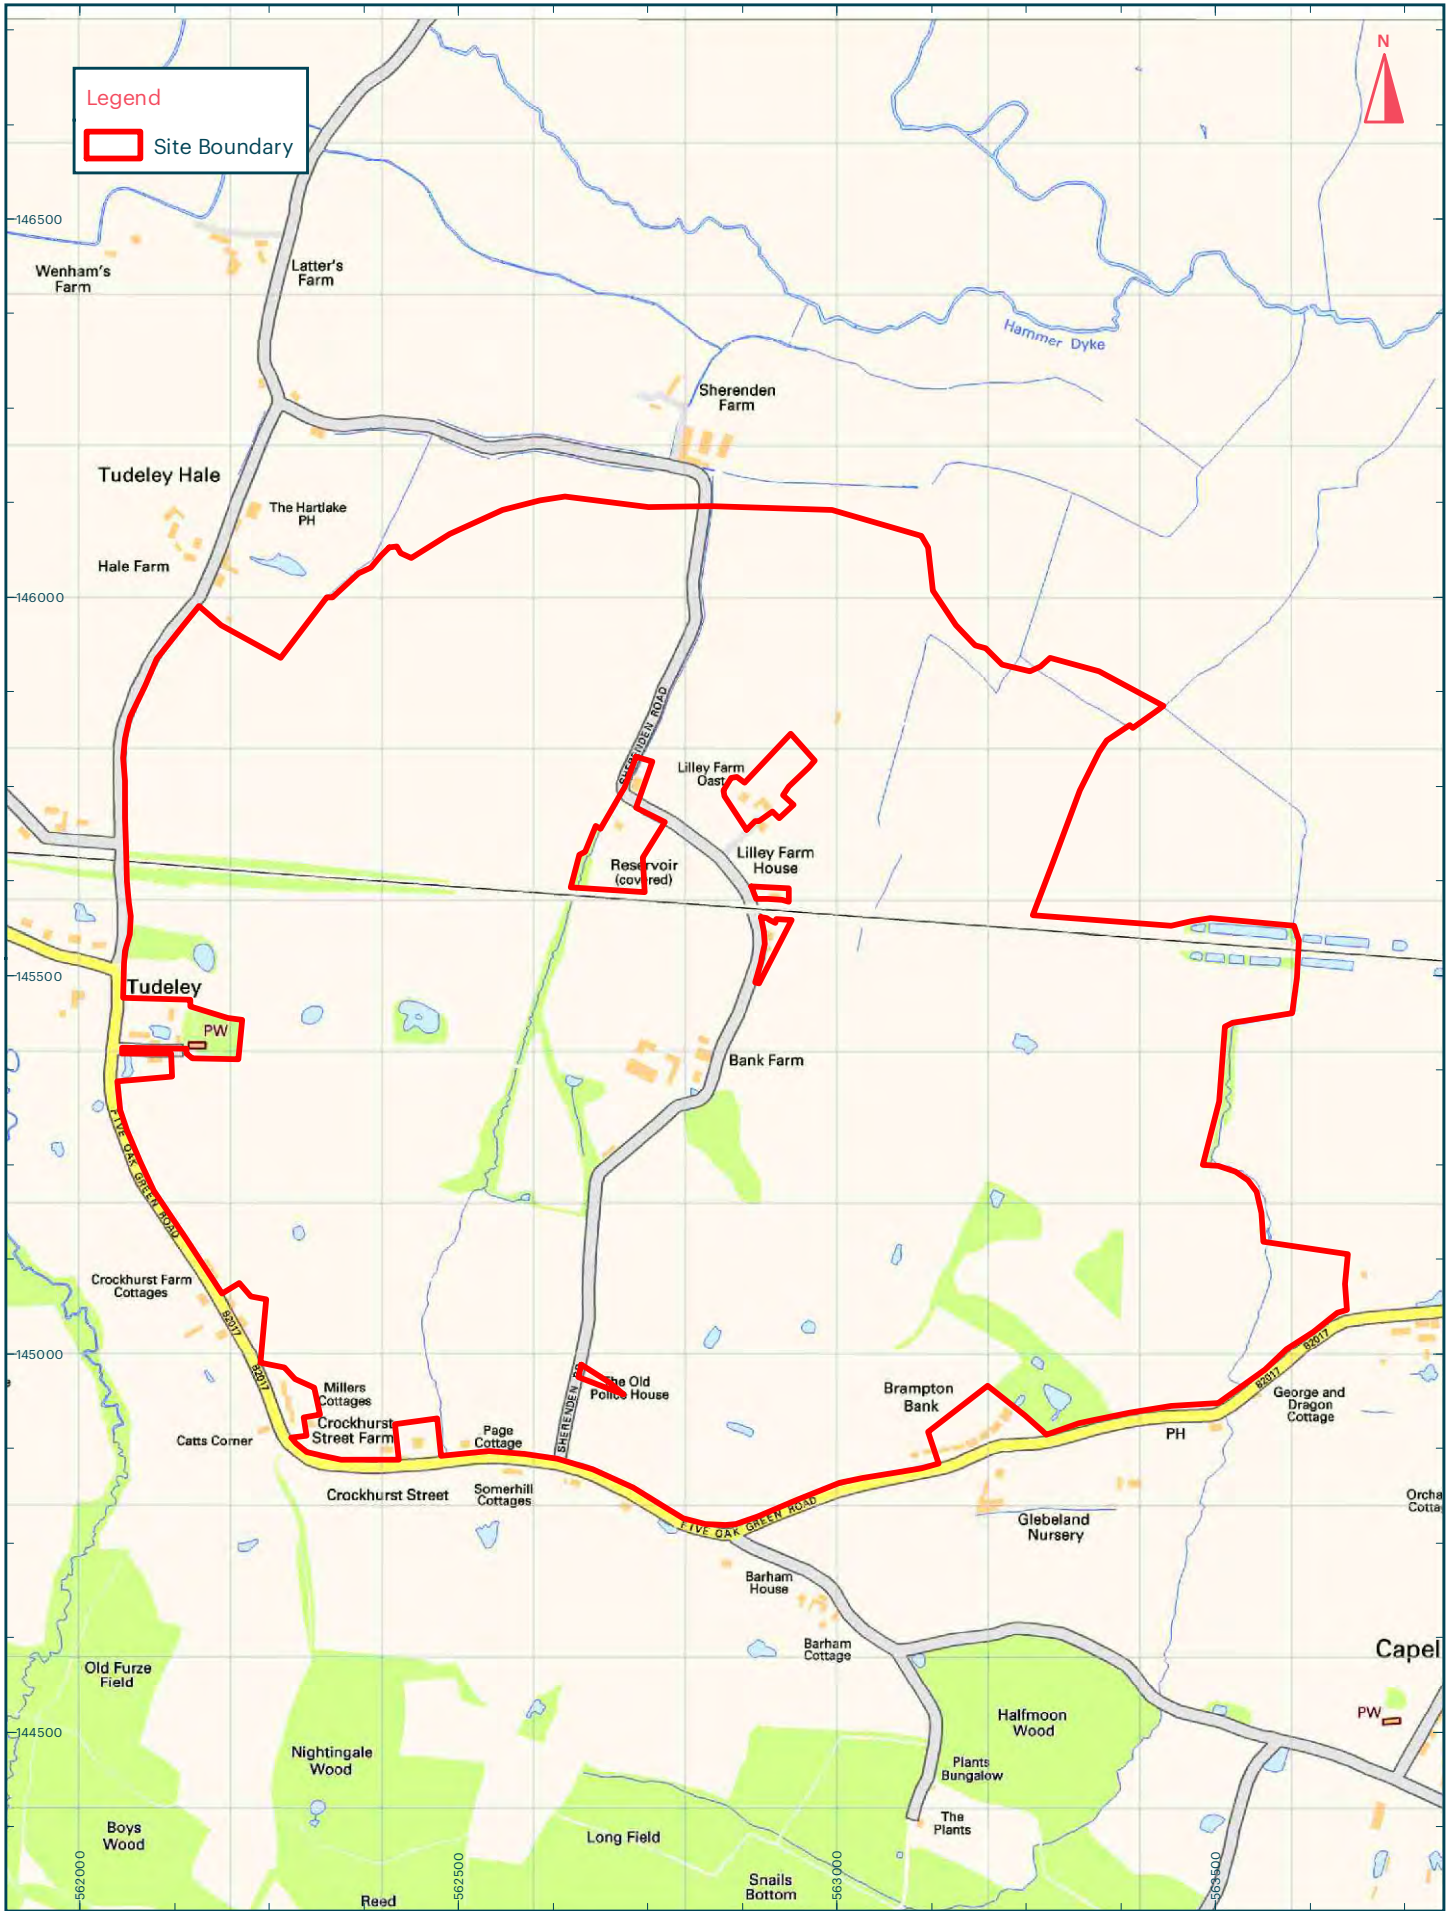 N
Legend
Site Boundary
146500
Wenham's
Farm
Latter's
Farm
Hammer Dyke
Sherenden
Farm
Tudeley Hale
The Hartlake
PH
Hale Farm
146000
SHERENDEN ROAD
Lilley Farm
Oast
Lilley Farm
House
Reservoir
(covered)
145500
Tudeley
PW
Bank Farm
FIVE OAK GREEN ROAD
Crockhurst Farm
Cottages
B2017
B2017
B2017
B2017
145000
Millers
Cottages
The Old
Police House
Brampton
Bank
George and
Dragon
Cottage
Crockhurst
Street Farm
Catts Corner
Page
Cottage
SHERENDEN RD
PH
Crockhurst Street
Somerhill
Cottages
Orcha
Cotta
FIVE OAK GREEN ROAD
Glebeland
Nursery
Barham
House
Barham
Cottage
Capel
Old Furze
Field
PW
Halfmoon
Wood
144500
Nightingale
Wood
Plants
Bungalow
The
Plants
Boys
Wood
Long Field
Snails
Bottom
Reed
562000
562500
563000
563500